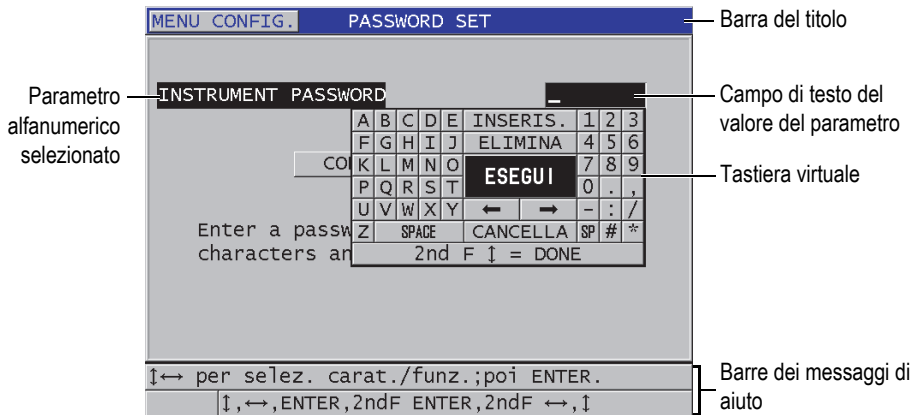 MENU CONFIG. PASSWORD SET
Barra del titolo
INSTRUMENT PASSWORD _
Parametro
alfanumerico
selezionato
Campo di testo del
valore del parametro
A B C D E INSERIS. 1 2 3
F G H I J ELIMINA 4 5 6
CO
K L M N O ESEGUI 7 8 9
Tastiera virtuale
P Q R S T 0 . ,
U V W X Y ← → - : /
Enter a passw
Z SPACE CANCELLA SP # *
characters an
2nd F ↕ = DONE
↕↔ per selez. carat./funz.;poi ENTER.
↕,↔,ENTER,2ndF ENTER,2ndF ↔,↕
Barre dei messaggi di
aiuto